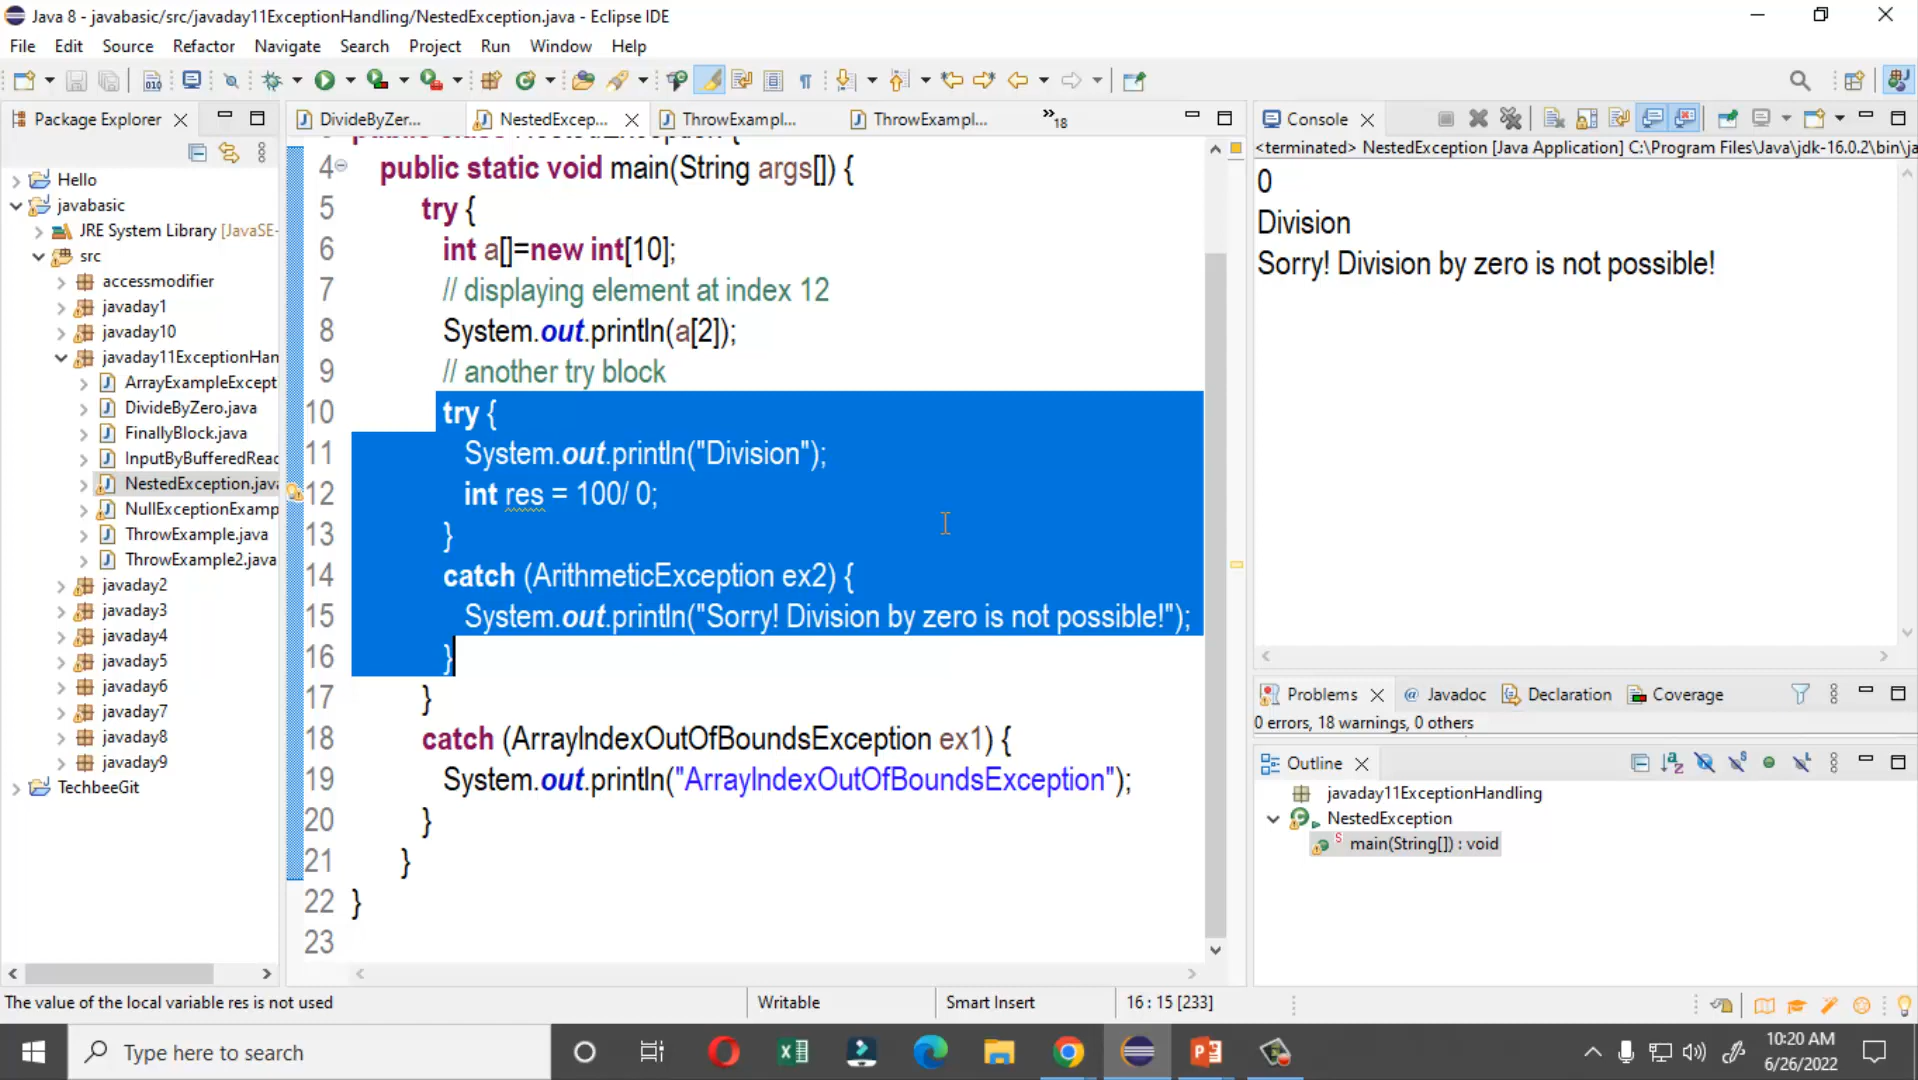 Java 8 - javabasic/src/javaday11ExceptionHandling/NestedException.java - Eclipse IDE
File Edit Source Refactor Navigate Search Project Run Window Help
Package Explorer
Hello
javabasic
JRE System Library [JavaSE-
src
accessmodifier
javaday1
javaday10
javaday11ExceptionHan
ArrayExampleExcept
DivideByZero.java
FinallyBlock.java
InputByBufferedReac
NestedException.java
NullExceptionExamp
ThrowExample.java
ThrowExample2.java
javaday2
javaday3
javaday4
javaday5
javaday6
javaday7
javaday8
javaday9
TechbeeGit
DivideByZer... NestedExcep... ThrowExampl... ThrowExampl... »18
4 public static void main(String args[]) {
5 try {
6 int a[]=new int[10];
7 // displaying element at index 12
8 System.out.println(a[2]);
9 // another try block
10 try {
11 System.out.println("Division");
12 int res = 100/ 0;
13 }
14 catch (ArithmeticException ex2) {
15 System.out.println("Sorry! Division by zero is not possible!");
16 }
17 }
18 catch (ArrayIndexOutOfBoundsException ex1) {
19 System.out.println("ArrayIndexOutOfBoundsException");
20 }
21 }
22 }
23
Console
<terminated> NestedException [Java Application] C:\Program Files\Java\jdk-16.0.2\bin\ja
0
Division
Sorry! Division by zero is not possible!
Problems @ Javadoc Declaration Coverage
0 errors, 18 warnings, 0 others
Outline
javaday11ExceptionHandling
NestedException
main(String[]) : void
The value of the local variable res is not used Writable Smart Insert 16 : 15 [233]
Type here to search
10:20 AM
6/26/2022